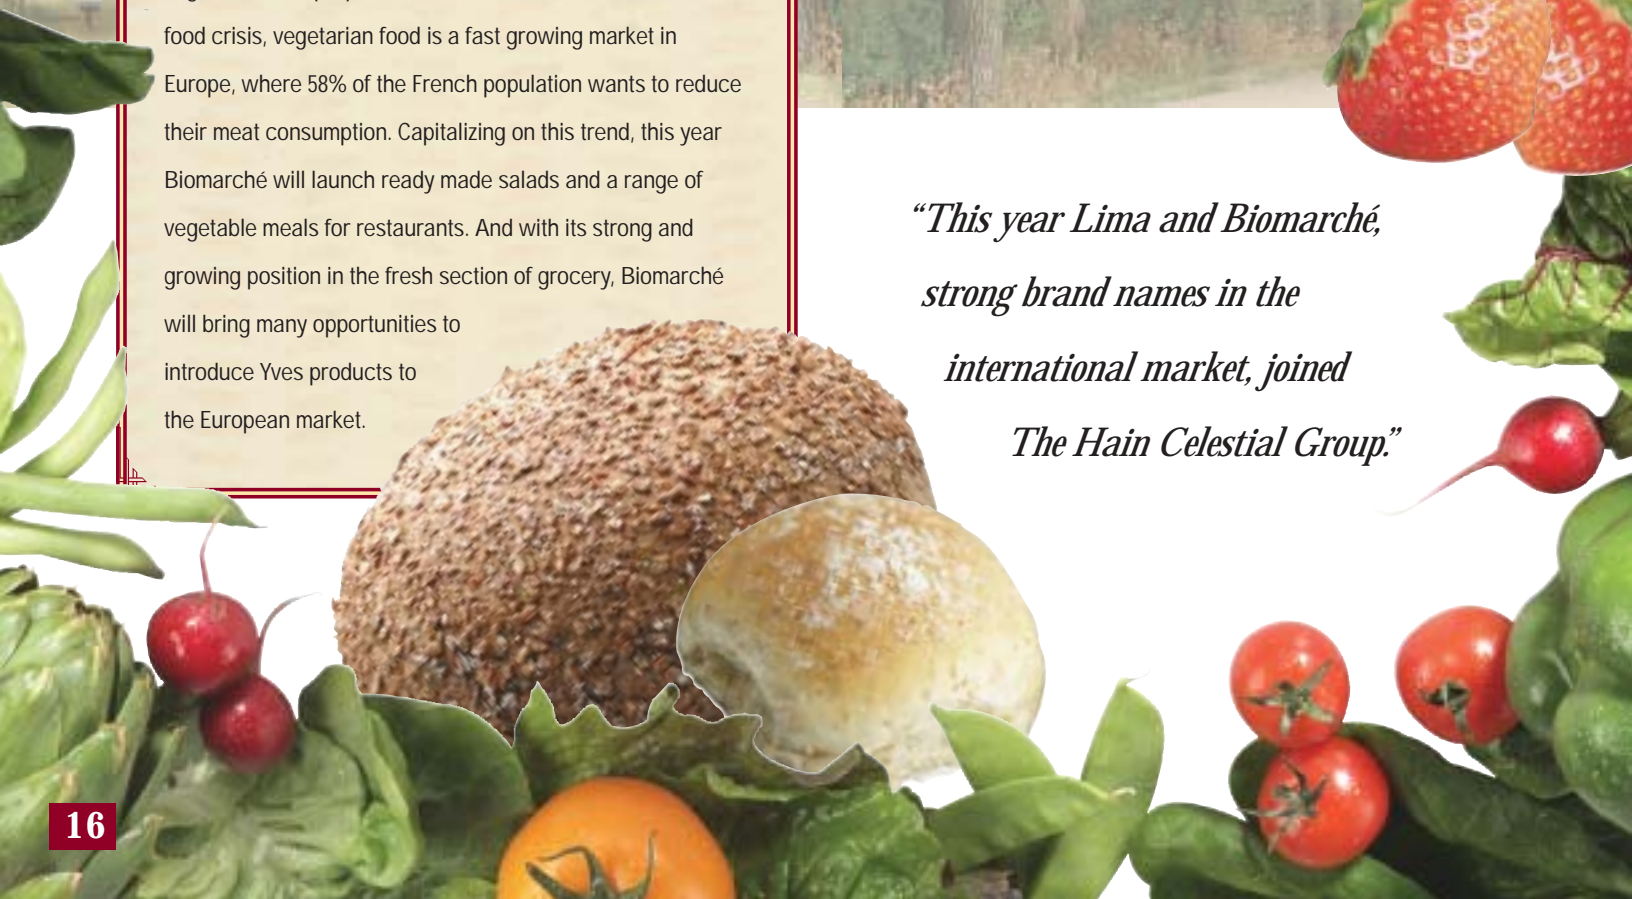 food crisis, vegetarian food is a fast growing market in
Europe, where 58% of the French population wants to reduce
their meat consumption. Capitalizing on this trend, this year
Biomarché will launch ready made salads and a range of
vegetable meals for restaurants. And with its strong and
growing position in the fresh section of grocery, Biomarché
will bring many opportunities to
introduce Yves products to
the European market.
“This year Lima and Biomarché,
strong brand names in the
international market, joined
The Hain Celestial Group.”
16